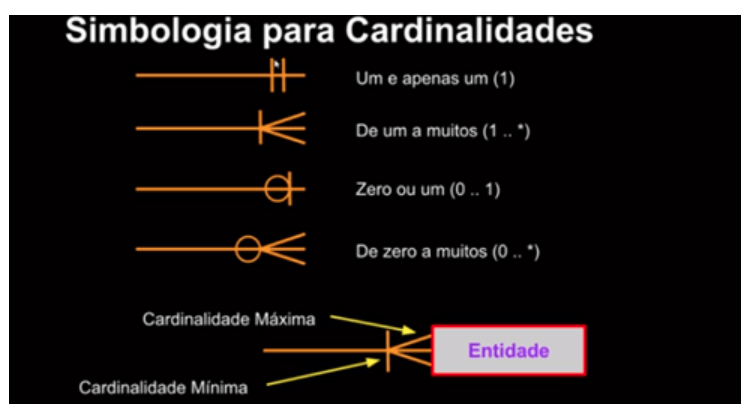 Simbologia para Cardinalidades
Um e apenas um (1)
De um a muitos (1 .. *)
Zero ou um (0 .. 1)
De zero a muitos (0 .. *)
Cardinalidade Máxima
Entidade
Cardinalidade Mínima